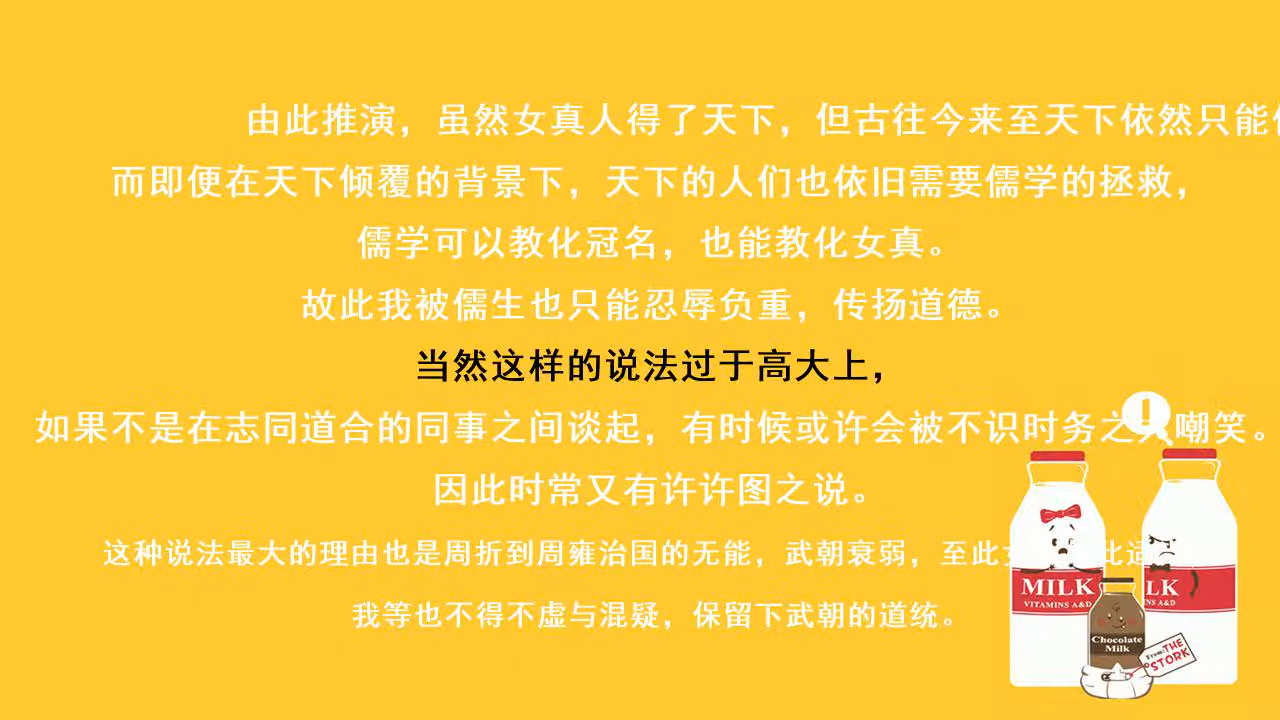 由此推演，虽然女真人得了天下，但古往今来至天下依然只能
而即便在天下倾覆的背景下，天下的人们也依旧需要儒学的拯救，
儒学可以教化冠名，也能教化女真。
故此我被儒生也只能忍辱负重，传扬道德。
当然这样的说法过于高大上，
如果不是在志同道合的同事之间谈起，有时候或许会被不识时务之人嘲笑。
因此时常又有许许图之说。
这种说法最大的理由也是周折到周雍治国的无能，武朝衰弱，至此
我等也不得不虚与混疑，保留下武朝的道统。
!
MILK
VITAMINS A&D
LK
NS A&D
Chocolate
Milk
From: THE
STORK